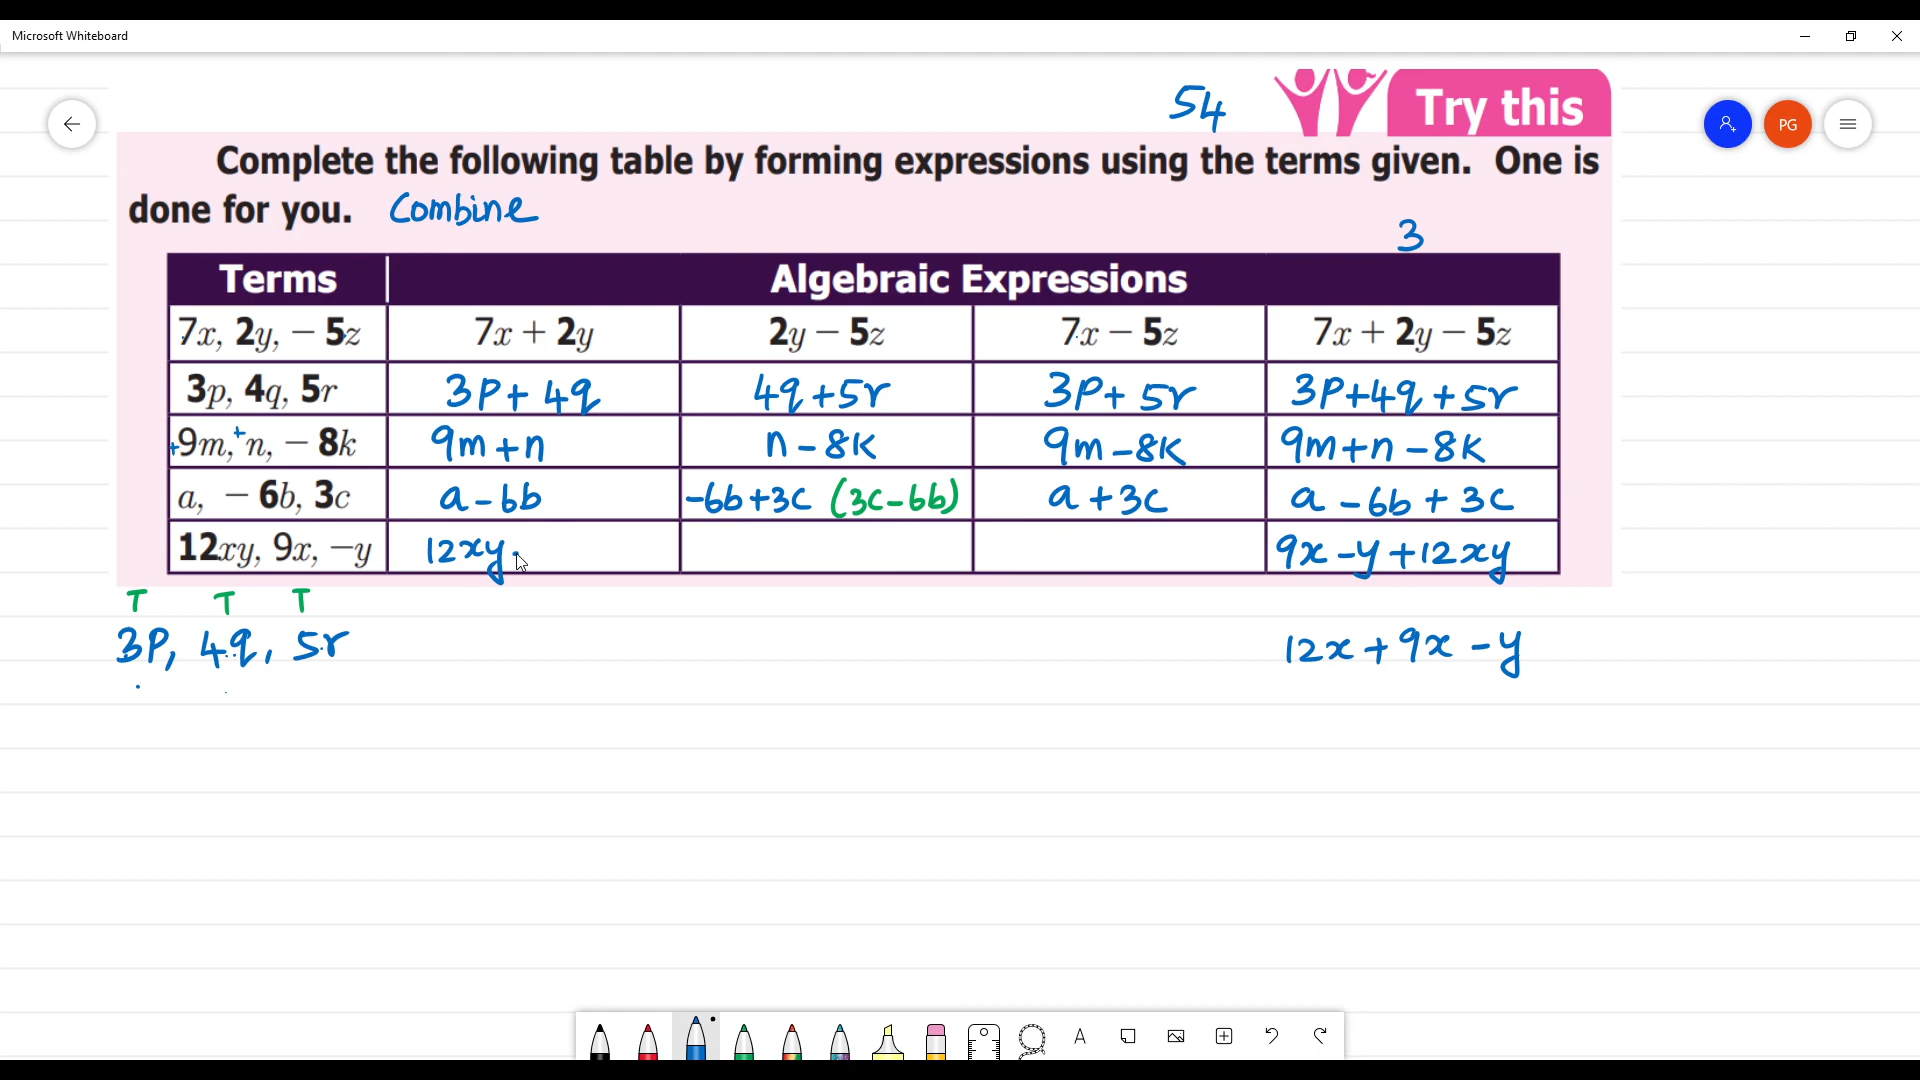 Microsoft Whiteboard
54 Try this
PG
Complete the following table by forming expressions using the terms given. One is
done for you. Combine
3
Terms Algebraic Expressions
7x, 2y, − 5z 7x + 2y 2y − 5z 7x − 5z 7x + 2y − 5z
3p, 4q, 5r 3p + 4q 4q + 5r 3p + 5r 3p + 4q + 5r
+9m, +n, − 8k 9m + n n − 8k 9m − 8k 9m + n − 8k
a, − 6b, 3c a − 6b −6b + 3c (3c − 6b) a + 3c a − 6b + 3c
12xy, 9x, −y 12xy 9x − y + 12xy
T T T
3p, 4q, 5r 12x + 9x − y
A